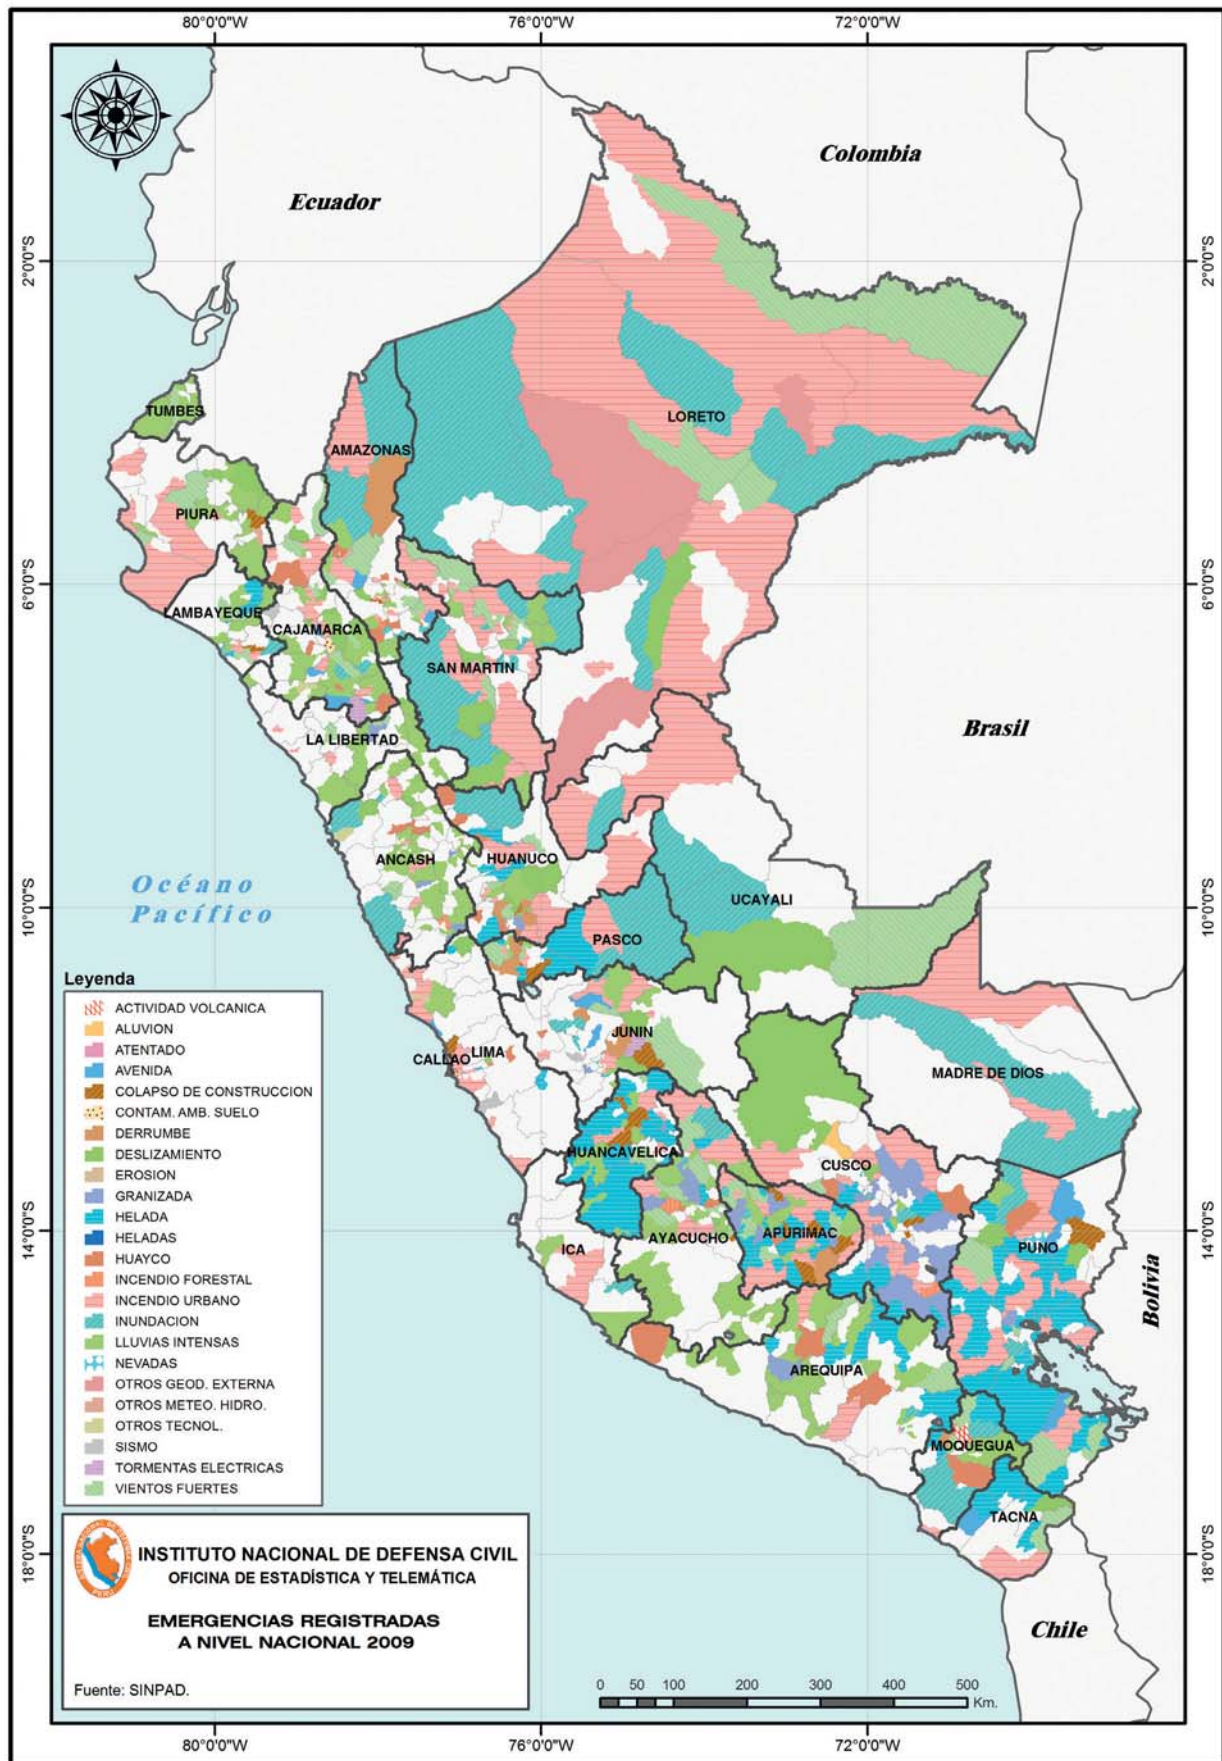 80°0'0"W 76°0'0"W 72°0'0"W
2°0'0"S 2°0'0"S
6°0'0"S 6°0'0"S
10°0'0"S 10°0'0"S
14°0'0"S 14°0'0"S
18°0'0"S 18°0'0"S
Colombia
Ecuador
LORETO
TUMBES
AMAZONAS
PIURA
LAMBAYEQUE
CAJAMARCA
SAN MARTIN
Brasil
LA LIBERTAD
ANCASH
HUANUCO
Océano
Pacífico
UCAYALI
PASCO
JUNIN
CALLAO
LIMA
MADRE DE DIOS
HUANCAVELICA
CUSCO
AYACUCHO
APURIMAC
ICA
PUNO
Bolivia
AREQUIPA
MOQUEGUA
TACNA
Chile
Leyenda
ACTIVIDAD VOLCANICA
ALUVION
ATENTADO
AVENIDA
COLAPSO DE CONSTRUCCION
CONTAM. AMB. SUELO
DERRUMBE
DESLIZAMIENTO
EROSION
GRANIZADA
HELADA
HELADAS
HUAYCO
INCENDIO FORESTAL
INCENDIO URBANO
INUNDACION
LLUVIAS INTENSAS
NEVADAS
OTROS GEOD. EXTERNA
OTROS METEO. HIDRO.
OTROS TECNOL.
SISMO
TORMENTAS ELECTRICAS
VIENTOS FUERTES
INSTITUTO NACIONAL DE DEFENSA CIVIL
OFICINA DE ESTADÍSTICA Y TELEMÁTICA
EMERGENCIAS REGISTRADAS
A NIVEL NACIONAL 2009
Fuente: SINPAD.
0 50 100 200 300 400 500
Km.
80°0'0"W 76°0'0"W 72°0'0"W